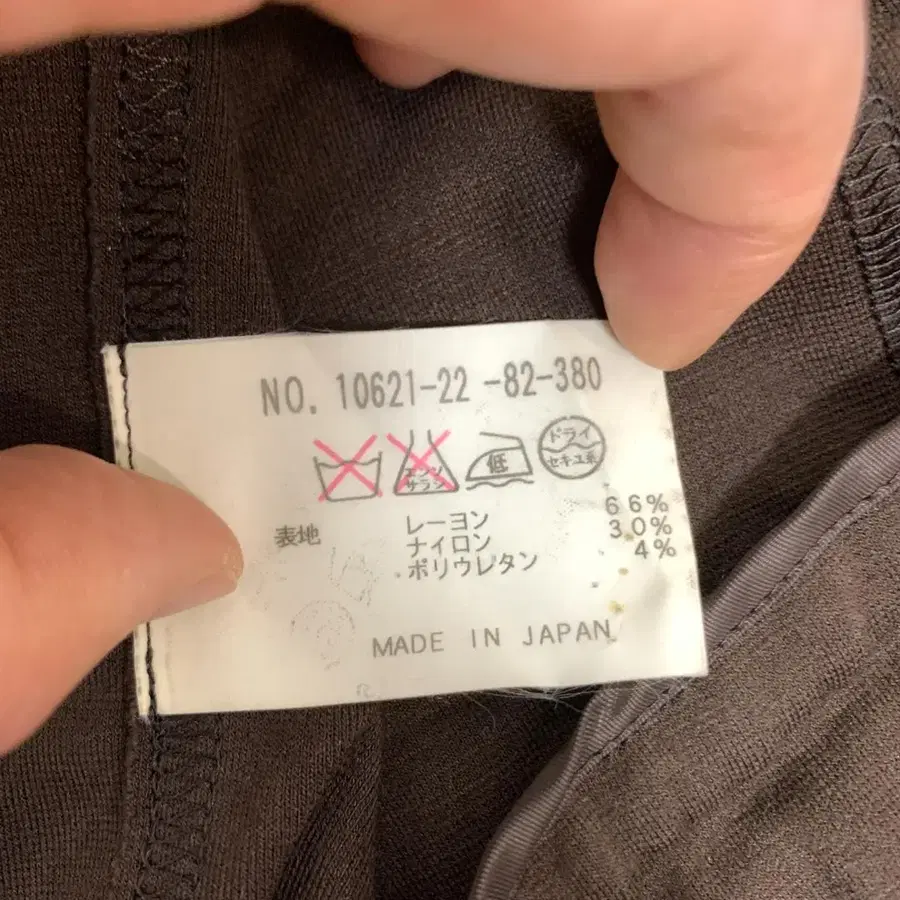 NO. 10621-22 -82-380
エンソ サラシ 低 ドライ セキユ系
表地 レーヨン 66%
ナイロン 30%
ポリウレタン 4%
MADE IN JAPAN